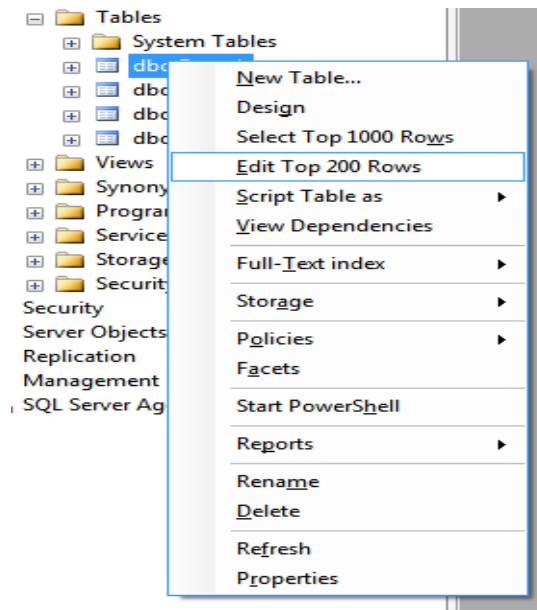 Tables
System Tables
dbo
New Table...
dbo
Design
dbo
Select Top 1000 Rows
dbo
Views
Edit Top 200 Rows
Synony
Script Table as
Program
View Dependencies
Service
Storage
Full-Text index
Securit
Security
Storage
Server Objects
Policies
Replication
Facets
Management
SQL Server Ag
Start PowerShell
Reports
Rename
Delete
Refresh
Properties